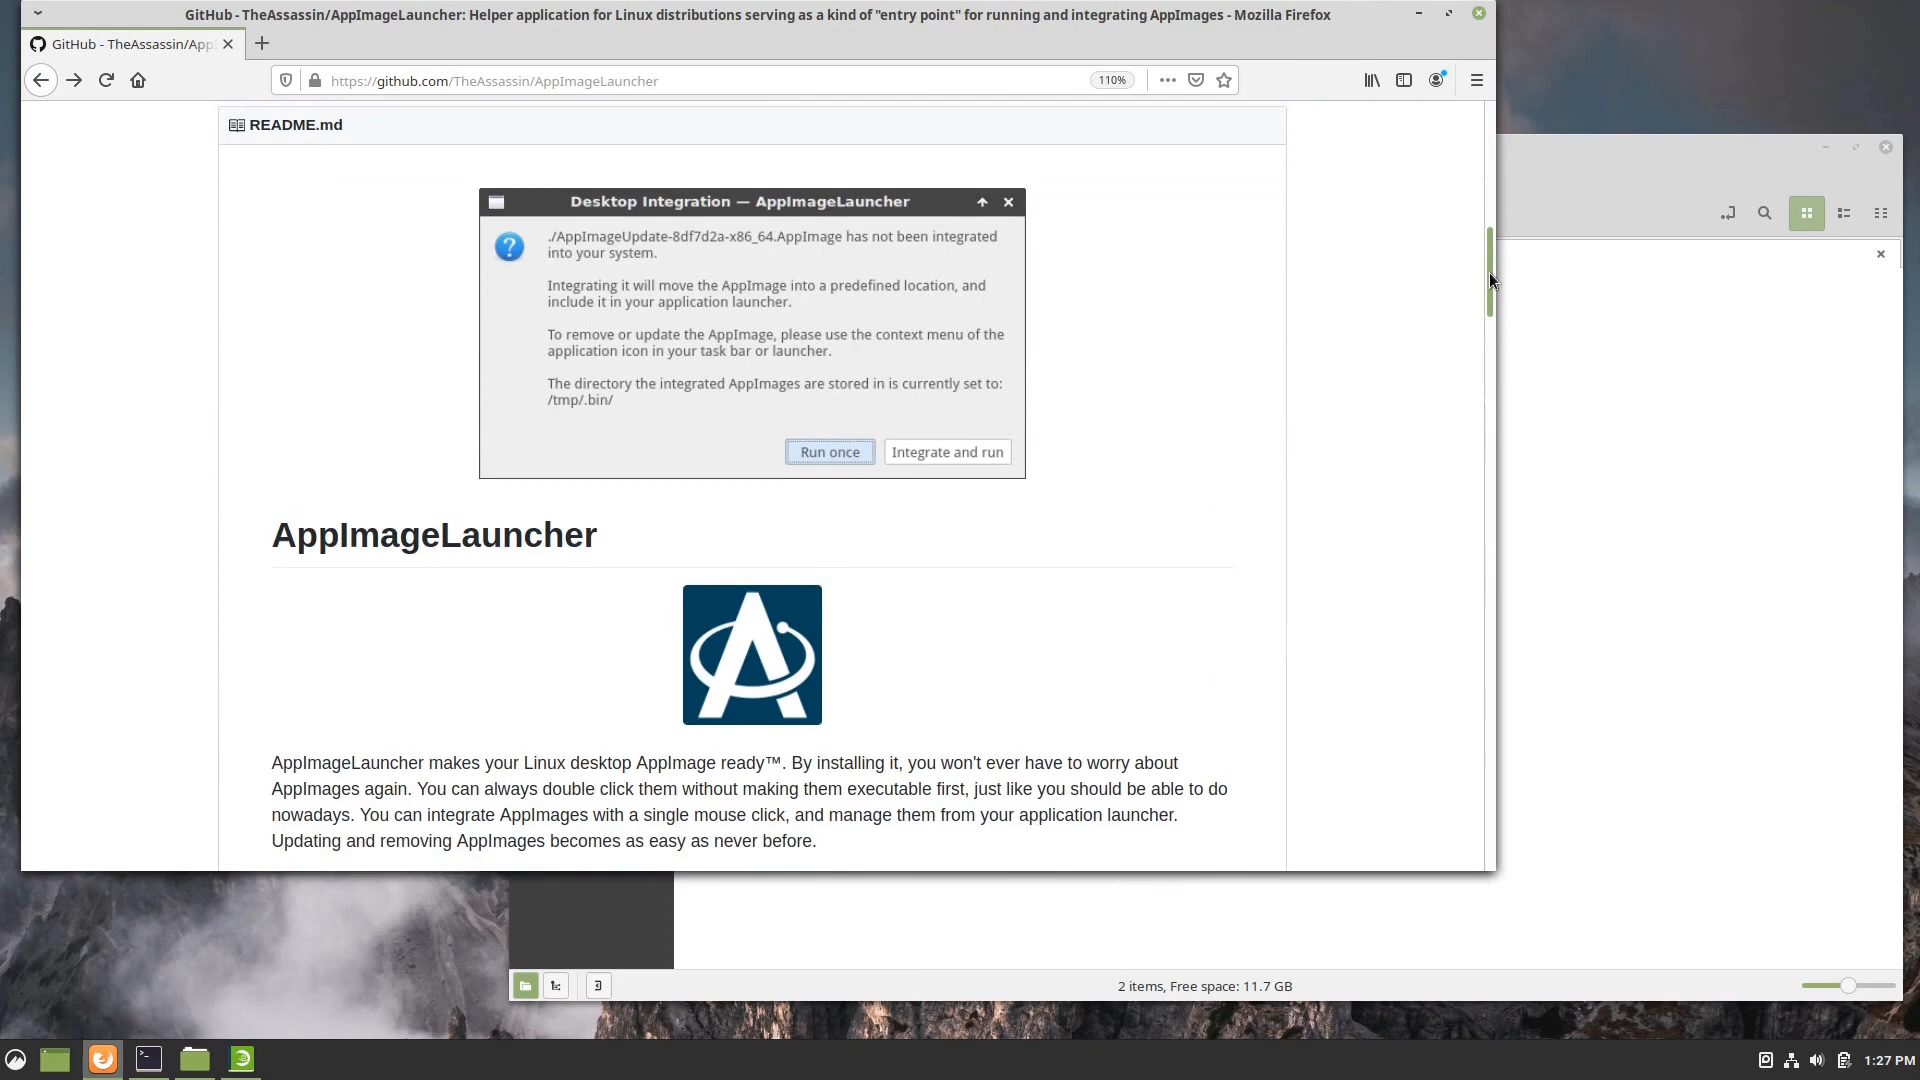 GitHub - TheAssassin/AppImageLauncher: Helper application for Linux distributions serving as a kind of "entry point" for running and integrating AppImages - Mozilla Firefox
GitHub - TheAssassin/App
https://github.com/TheAssassin/AppImageLauncher
110%
README.md
Desktop Integration — AppImageLauncher
./AppImageUpdate-8df7d2a-x86_64.AppImage has not been integrated
into your system.
Integrating it will move the AppImage into a predefined location, and
include it in your application launcher.
To remove or update the AppImage, please use the context menu of the
application icon in your task bar or launcher.
The directory the integrated AppImages are stored in is currently set to:
/tmp/.bin/
Run once
Integrate and run
AppImageLauncher
AppImageLauncher makes your Linux desktop AppImage ready™. By installing it, you won't ever have to worry about
AppImages again. You can always double click them without making them executable first, just like you should be able to do
nowadays. You can integrate AppImages with a single mouse click, and manage them from your application launcher.
Updating and removing AppImages becomes as easy as never before.
2 items, Free space: 11.7 GB
1:27 PM